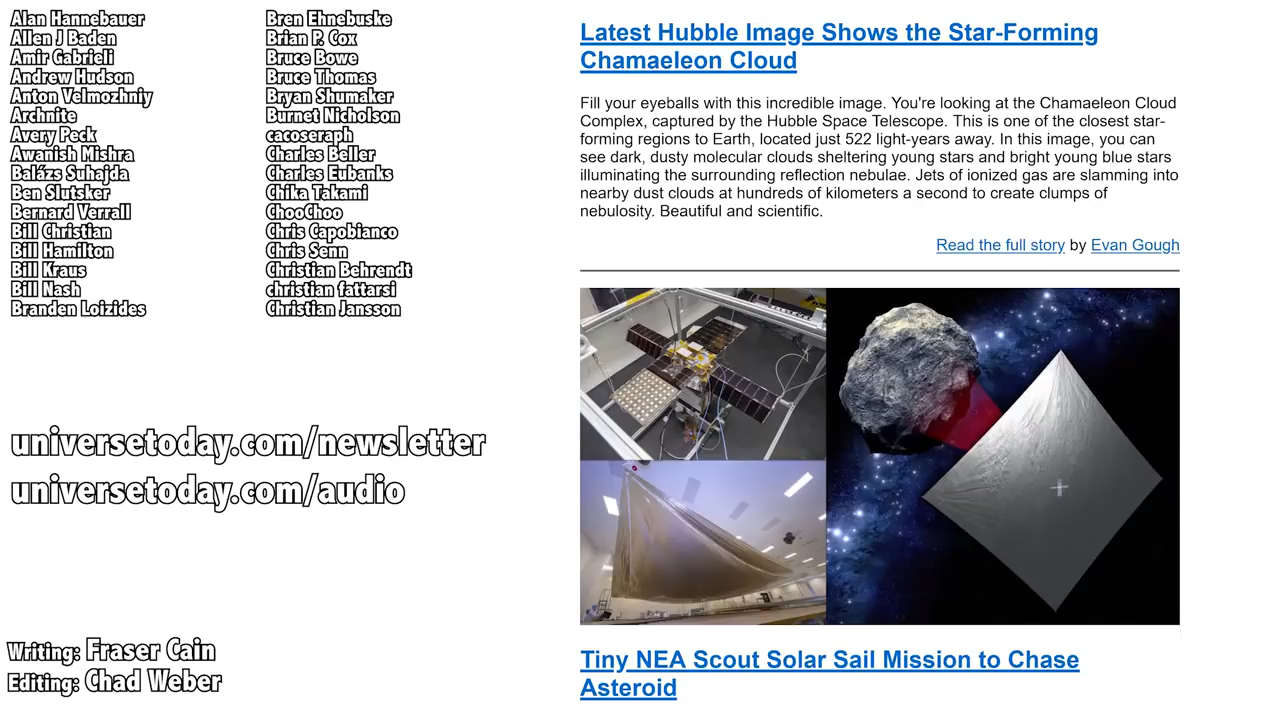 Alan Hannebauer
Allen J Baden
Amir Gabrieli
Andrew Hudson
Anton Velmozhniy
Archnite
Avery Peck
Awanish Mishra
Balázs Suhajda
Ben Slutsker
Bernard Verrall
Bill Christian
Bill Hamilton
Bill Kraus
Bill Nash
Branden Loizides
Bren Ehnebuske
Brian P. Cox
Bruce Bowe
Bruce Thomas
Bryan Shumaker
Burnet Nicholson
cacoseraph
Charles Beller
Charles Eubanks
Chika Takami
ChooChoo
Chris Capobianco
Chris Senn
Christian Behrendt
christian fattarsi
Christian Jansson
universetoday.com/newsletter
universetoday.com/audio
Writing: Fraser Cain
Editing: Chad Weber
Latest Hubble Image Shows the Star-Forming
Chamaeleon Cloud
Fill your eyeballs with this incredible image. You're looking at the Chamaeleon Cloud
Complex, captured by the Hubble Space Telescope. This is one of the closest star-
forming regions to Earth, located just 522 light-years away. In this image, you can
see dark, dusty molecular clouds sheltering young stars and bright young blue stars
illuminating the surrounding reflection nebulae. Jets of ionized gas are slamming into
nearby dust clouds at hundreds of kilometers a second to create clumps of
nebulosity. Beautiful and scientific.
Read the full story by Evan Gough
Tiny NEA Scout Solar Sail Mission to Chase
Asteroid